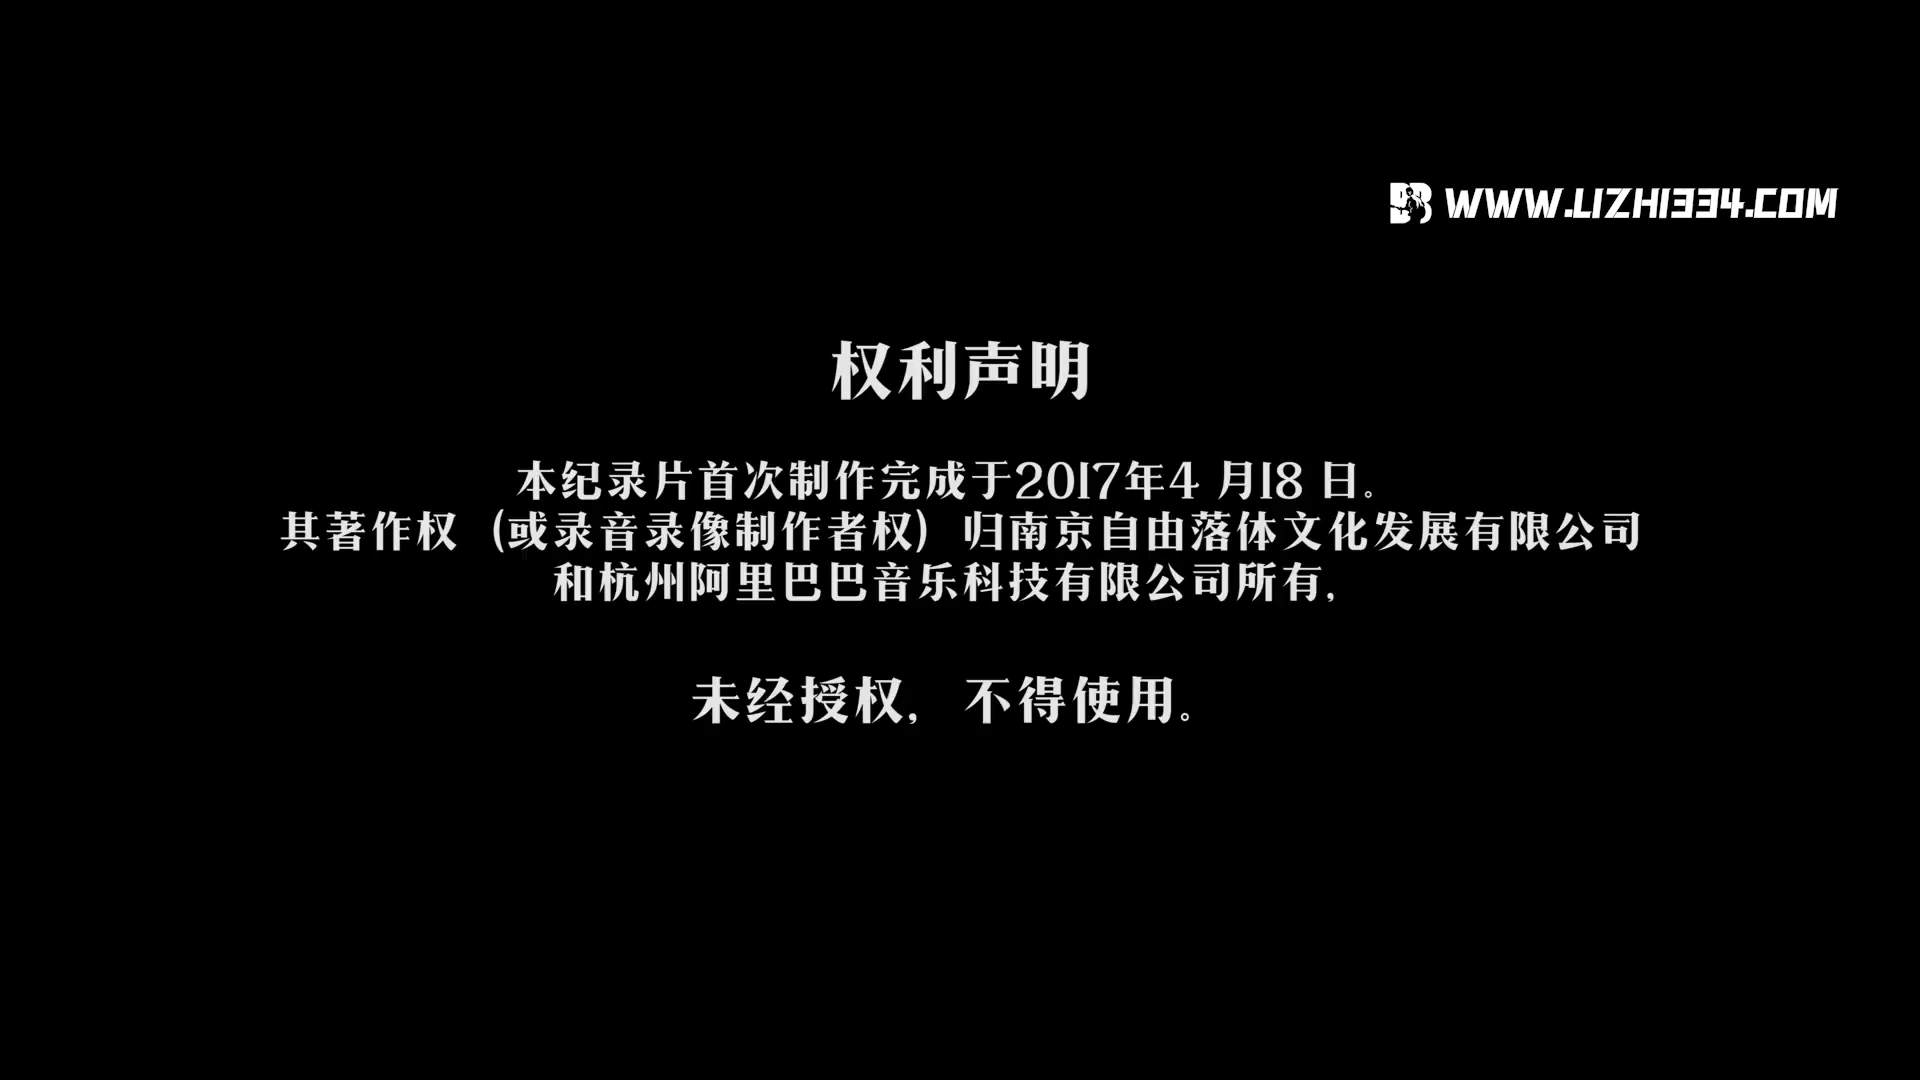 WWW.LIZHI334.COM
权利声明
本纪录片首次制作完成于2017年4 月18 日。
其著作权（或录音录像制作者权）归南京自由落体文化发展有限公司
和杭州阿里巴巴音乐科技有限公司所有，
未经授权，不得使用。